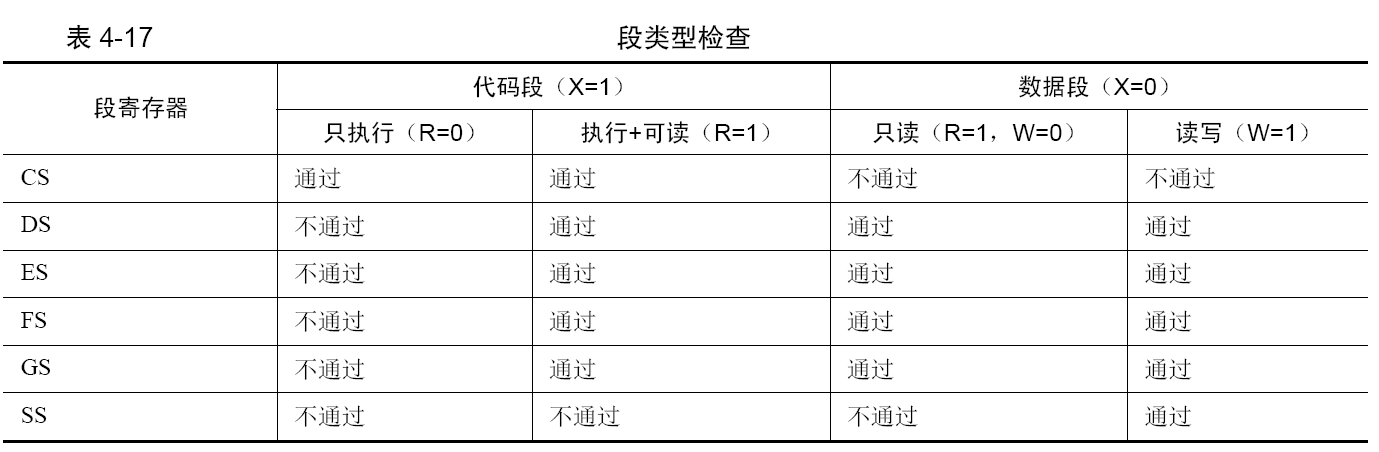 表 4-17 段类型检查
段寄存器 代码段（X=1） 数据段（X=0）
只执行（R=0） 执行+可读（R=1） 只读（R=1，W=0） 读写（W=1）
CS 通过 通过 不通过 不通过
DS 不通过 通过 通过 通过
ES 不通过 通过 通过 通过
FS 不通过 通过 通过 通过
GS 不通过 通过 通过 通过
SS 不通过 不通过 不通过 通过